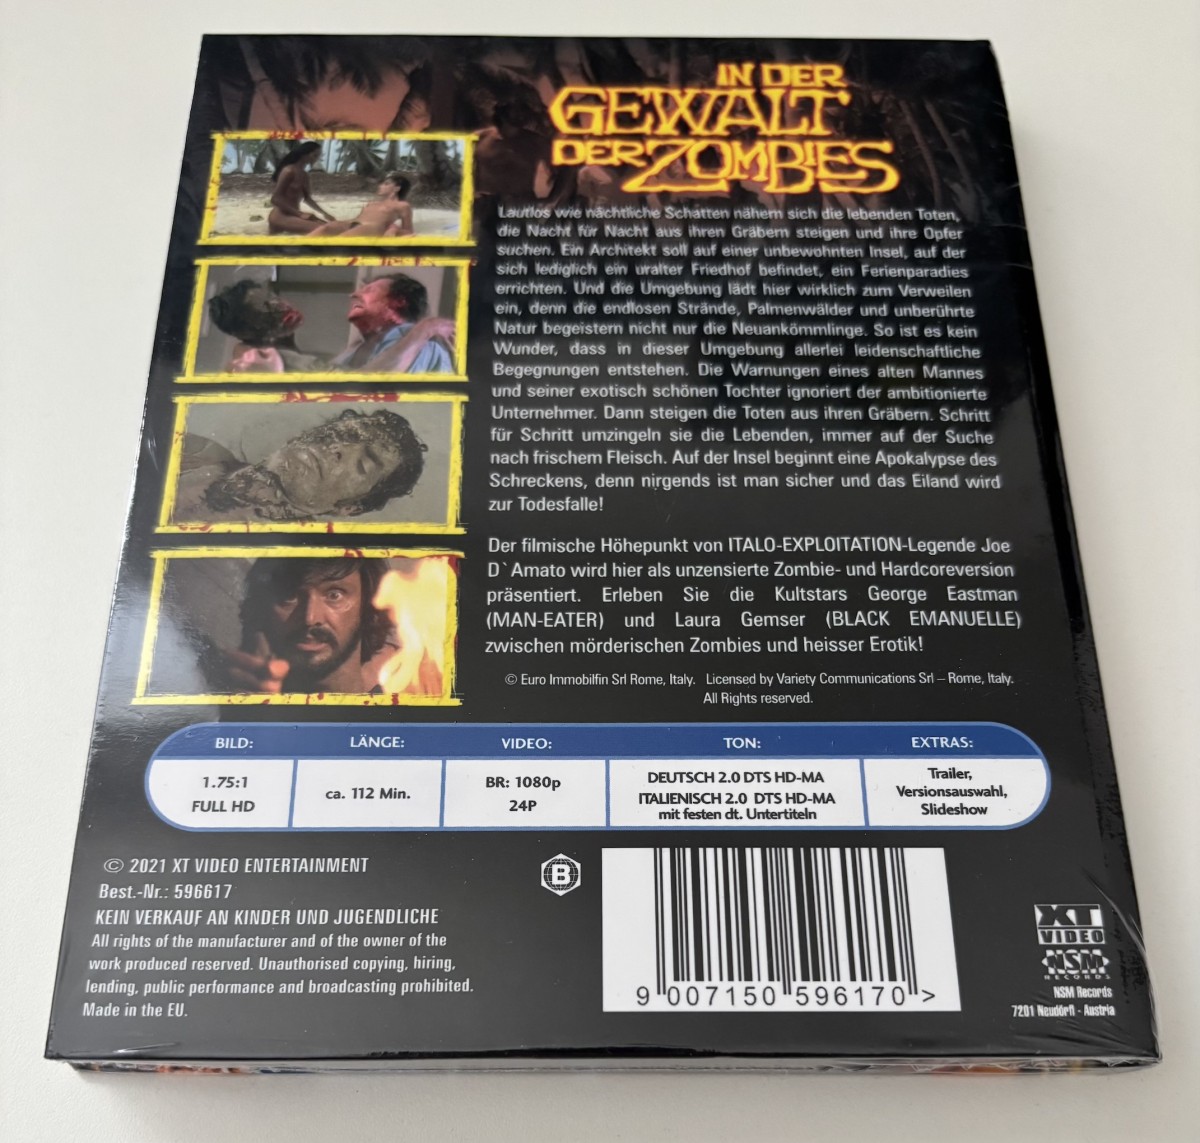 IN DER
GEWALT
DER ZOMBIES
Lautlos wie nächtliche Schatten nähern sich die lebenden Toten,
die Nacht für Nacht aus ihren Gräbern steigen und ihre Opfer
suchen. Ein Architekt soll auf einer unbewohnten Insel, auf der
sich lediglich ein uralter Friedhof befindet, ein Ferienparadies
errichten. Und die Umgebung lädt hier wirklich zum Verweilen
ein, denn die endlosen Strände, Palmenwälder und unberührte
Natur begeistern nicht nur die Neuankömmlinge. So ist es kein
Wunder, dass in dieser Umgebung allerlei leidenschaftliche
Begegnungen entstehen. Die Warnungen eines alten Mannes
und seiner exotisch schönen Tochter ignoriert der ambitionierte
Unternehmer. Dann steigen die Toten aus ihren Gräbern. Schritt
für Schritt umzingeln sie die Lebenden, immer auf der Suche
nach frischem Fleisch. Auf der Insel beginnt eine Apokalypse des
Schreckens, denn nirgends ist man sicher und das Eiland wird
zur Todesfalle!
Der filmische Höhepunkt von ITALO-EXPLOITATION-Legende Joe
D`Amato wird hier als unzensierte Zombie- und Hardcoreversion
präsentiert. Erleben Sie die Kultstars George Eastman
(MAN-EATER) und Laura Gemser (BLACK EMANUELLE)
zwischen mörderischen Zombies und heisser Erotik!
© Euro Immobilfin Srl Rome, Italy. Licensed by Variety Communications Srl – Rome, Italy.
All Rights reserved.
BILD: LÄNGE: VIDEO: TON: EXTRAS:
1.75:1
FULL HD
ca. 112 Min.
BR: 1080p
24P
DEUTSCH 2.0 DTS HD-MA
ITALIENISCH 2.0 DTS HD-MA
mit festen dt. Untertiteln
Trailer,
Versionsauswahl,
Slideshow
© 2021 XT VIDEO ENTERTAINMENT
Best.-Nr.: 596617
KEIN VERKAUF AN KINDER UND JUGENDLICHE
All rights of the manufacturer and of the owner of the
work produced reserved. Unauthorised copying, hiring,
lending, public performance and broadcasting prohibited.
Made in the EU.
B
9 007150 596170 >
XT
VIDEO
NSM
RECORDS
NSM Records
7201 Neudörfl - Austria